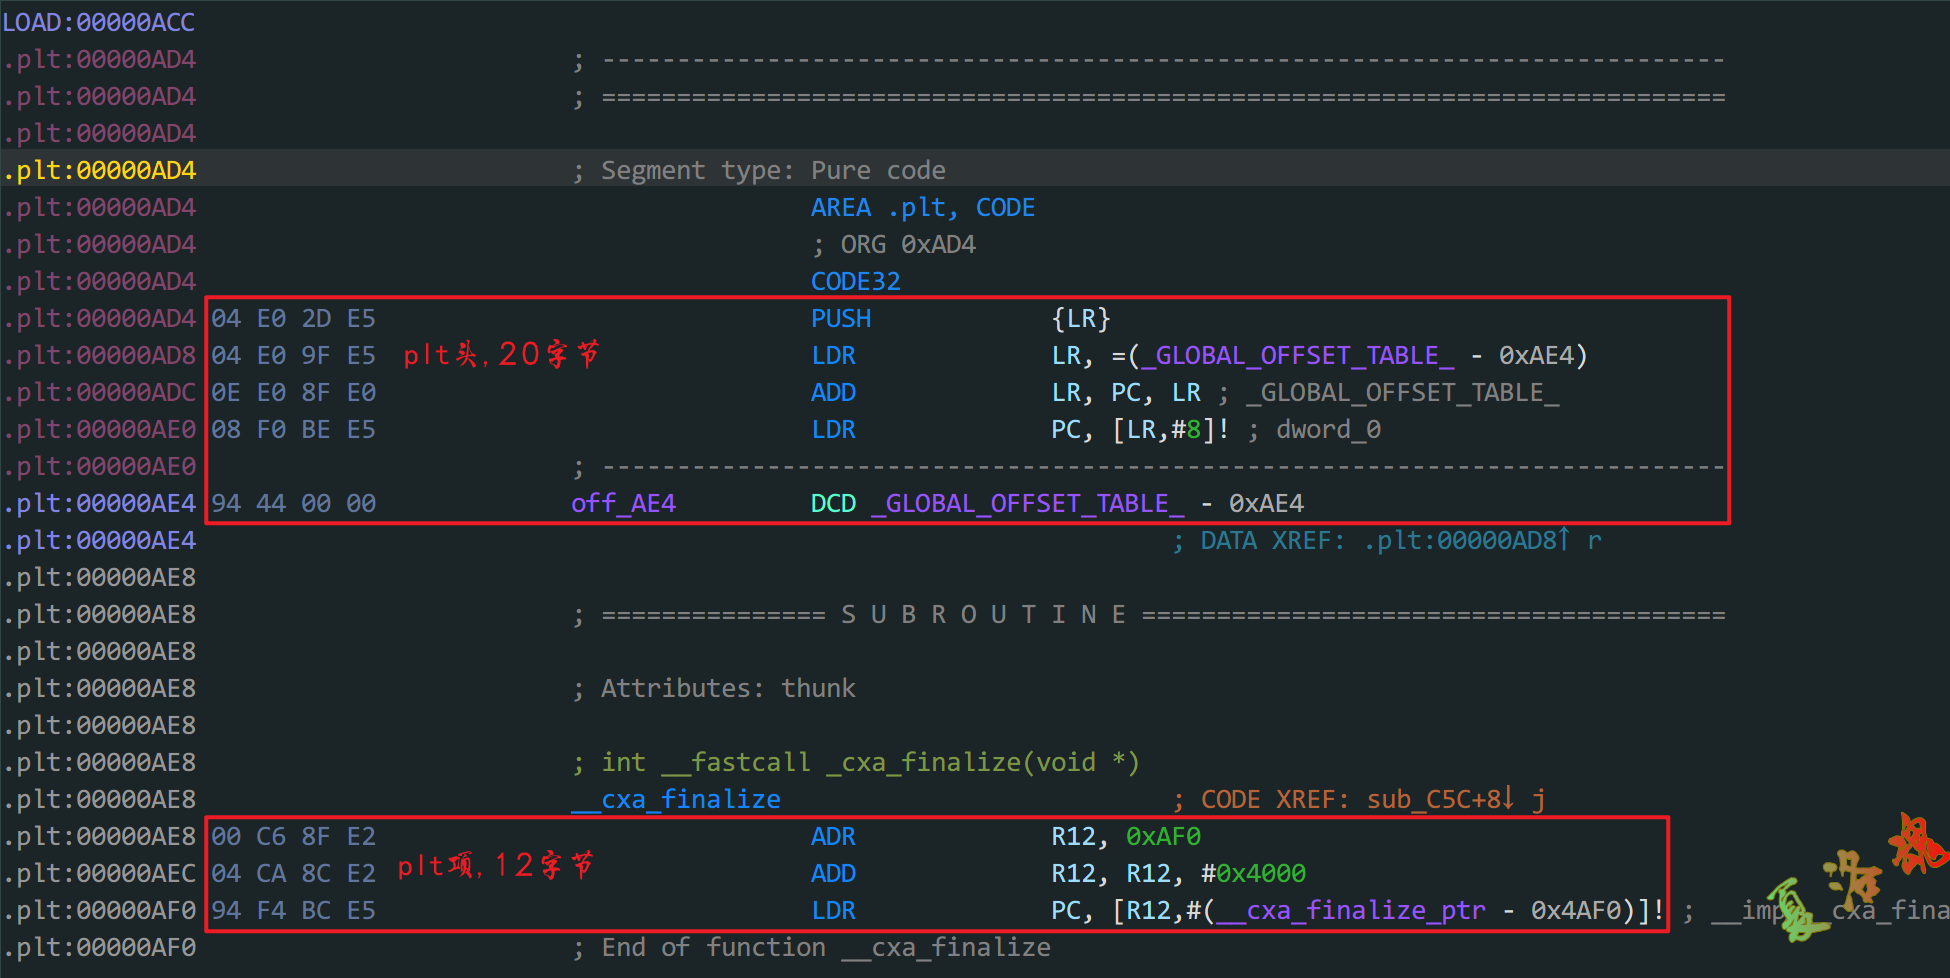 LOAD:00000ACC
.plt:00000AD4 ; ---------------------------------------------------------------------------
.plt:00000AD4 ; ===========================================================================
.plt:00000AD4
.plt:00000AD4 ; Segment type: Pure code
.plt:00000AD4 AREA .plt, CODE
.plt:00000AD4 ; ORG 0xAD4
.plt:00000AD4 CODE32
.plt:00000AD4 04 E0 2D E5 PUSH {LR}
.plt:00000AD8 04 E0 9F E5 plt头,20字节 LDR LR, =(_GLOBAL_OFFSET_TABLE_ - 0xAE4)
.plt:00000ADC 0E E0 8F E0 ADD LR, PC, LR ; _GLOBAL_OFFSET_TABLE_
.plt:00000AE0 08 F0 BE E5 LDR PC, [LR,#8]! ; dword_0
.plt:00000AE0 ; ---------------------------------------------------------------------------
.plt:00000AE4 94 44 00 00 off_AE4 DCD _GLOBAL_OFFSET_TABLE_ - 0xAE4
.plt:00000AE4 ; DATA XREF: .plt:00000AD8↑ r
.plt:00000AE8
.plt:00000AE8 ; =============== S U B R O U T I N E =======================================
.plt:00000AE8
.plt:00000AE8 ; Attributes: thunk
.plt:00000AE8
.plt:00000AE8 ; int __fastcall _cxa_finalize(void *)
.plt:00000AE8 __cxa_finalize ; CODE XREF: sub_C5C+8↓ j
.plt:00000AE8 00 C6 8F E2 ADR R12, 0xAF0
.plt:00000AEC 04 CA 8C E2 plt项,12字节 ADD R12, R12, #0x4000
.plt:00000AF0 94 F4 BC E5 LDR PC, [R12,#(__cxa_finalize_ptr - 0x4AF0)]! ; __imp___cxa_fina
.plt:00000AF0 ; End of function __cxa_finalize